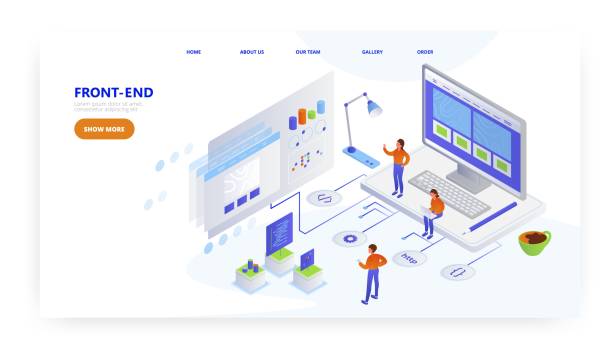 HOME ABOUT US OUR TEAM GALLERY ORDER
FRONT-END
Lorem ipsum dolor sit amet,
consectetur adipiscing elit
SHOW MORE
</>
http
{ }